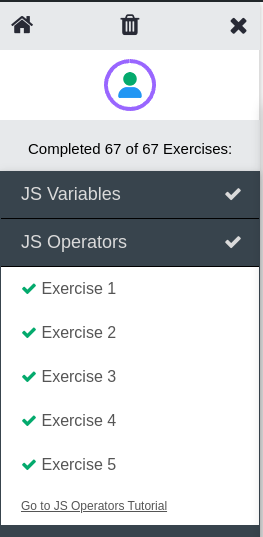 Completed 67 of 67 Exercises:
JS Variables
JS Operators
Exercise 1
Exercise 2
Exercise 3
Exercise 4
Exercise 5
Go to JS Operators Tutorial